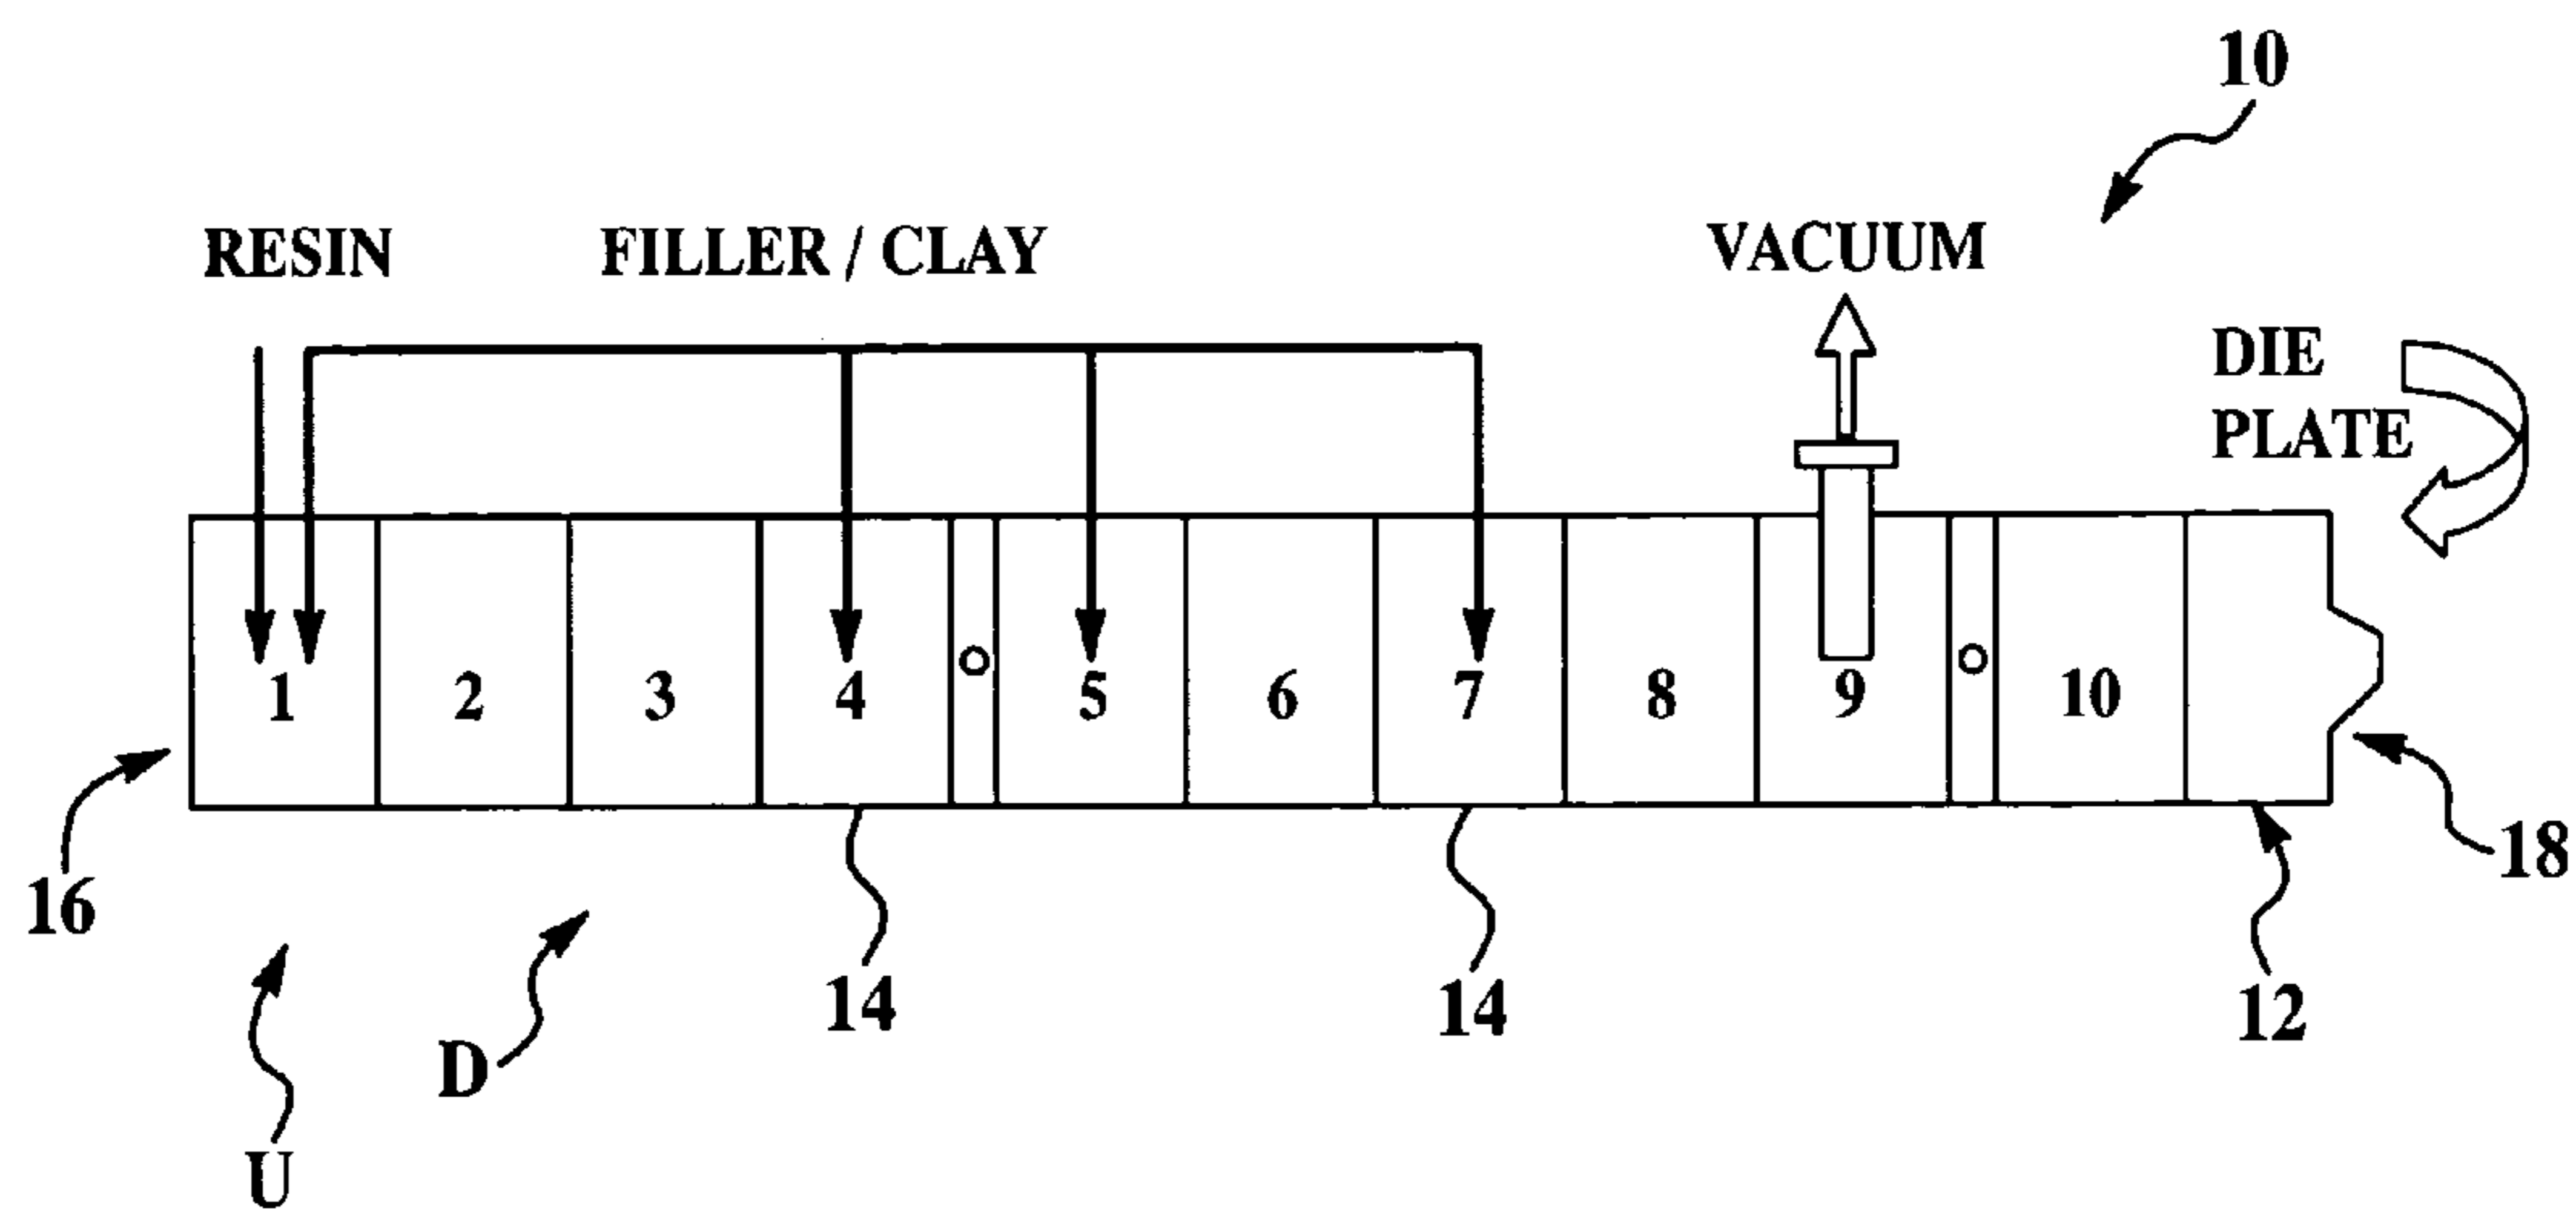 10
RESIN
FILLER / CLAY
VACUUM
DIE
PLATE
1 2 3 4 5 6 7 8 9 10
16
18
14
14
12
D
U